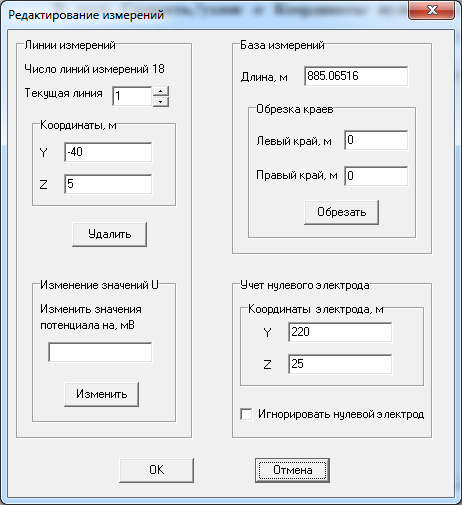 Редактирование измерений
Линии измерений
Число линий измерений 18
Текущая линия 1
Координаты, м
Y -40
Z 5
Удалить
Изменение значений U
Изменить значения
потенциала на, мВ
Изменить
База измерений
Длина, м 885.06516
Обрезка краев
Левый край, м 0
Правый край, м 0
Обрезать
Учет нулевого электрода
Координаты электрода, м
Y 220
Z 25
Игнорировать нулевой электрод
OK
Отмена